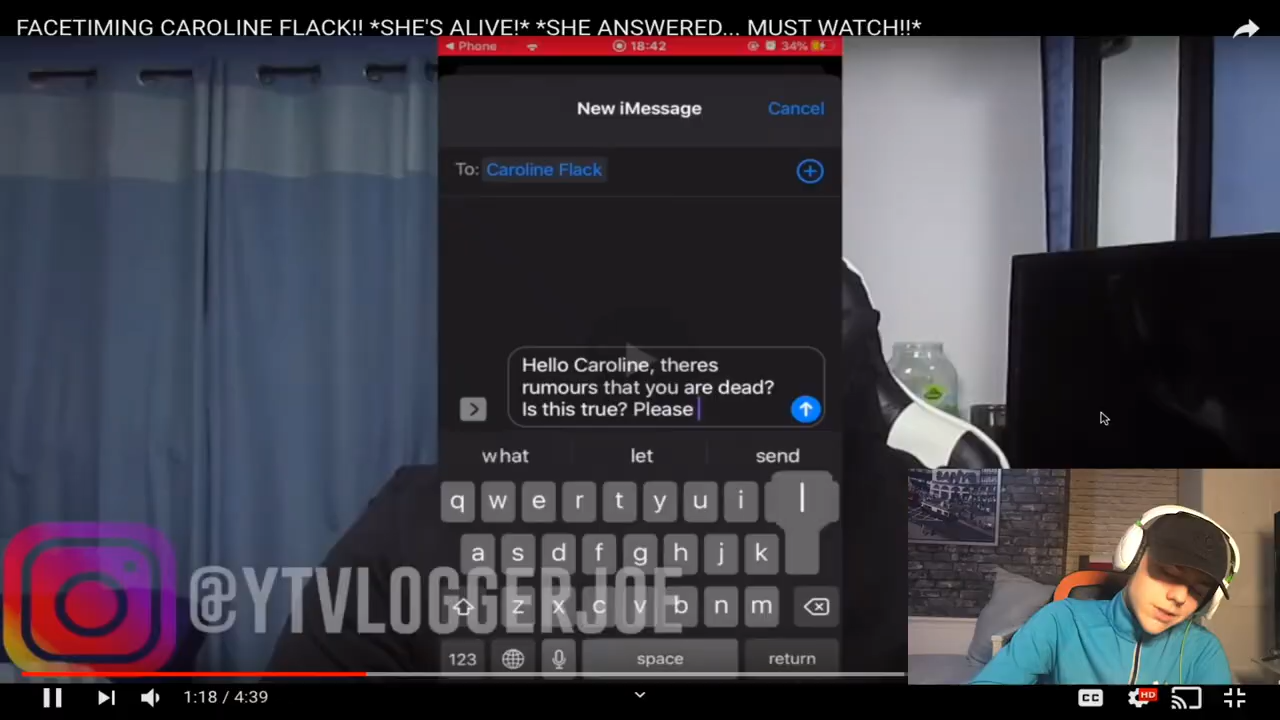 FACETIMING CAROLINE FLACK!! *SHE'S ALIVE!* *SHE ANSWERED... MUST WATCH!!*
Phone 18:42 34%
New iMessage Cancel
To: Caroline Flack
Hello Caroline, theres
rumours that you are dead?
Is this true? Please
what let send
q w e r t y u i l
a s d f g h j k
z x c v b n m
@YTVLOGGERJOE
123 space return
1:18 / 4:39
CC HD